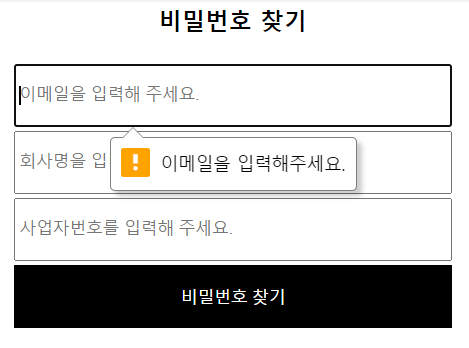 비밀번호 찾기
이메일을 입력해 주세요.
회사명을 입
이메일을 입력해주세요.
사업자번호를 입력해 주세요.
비밀번호 찾기